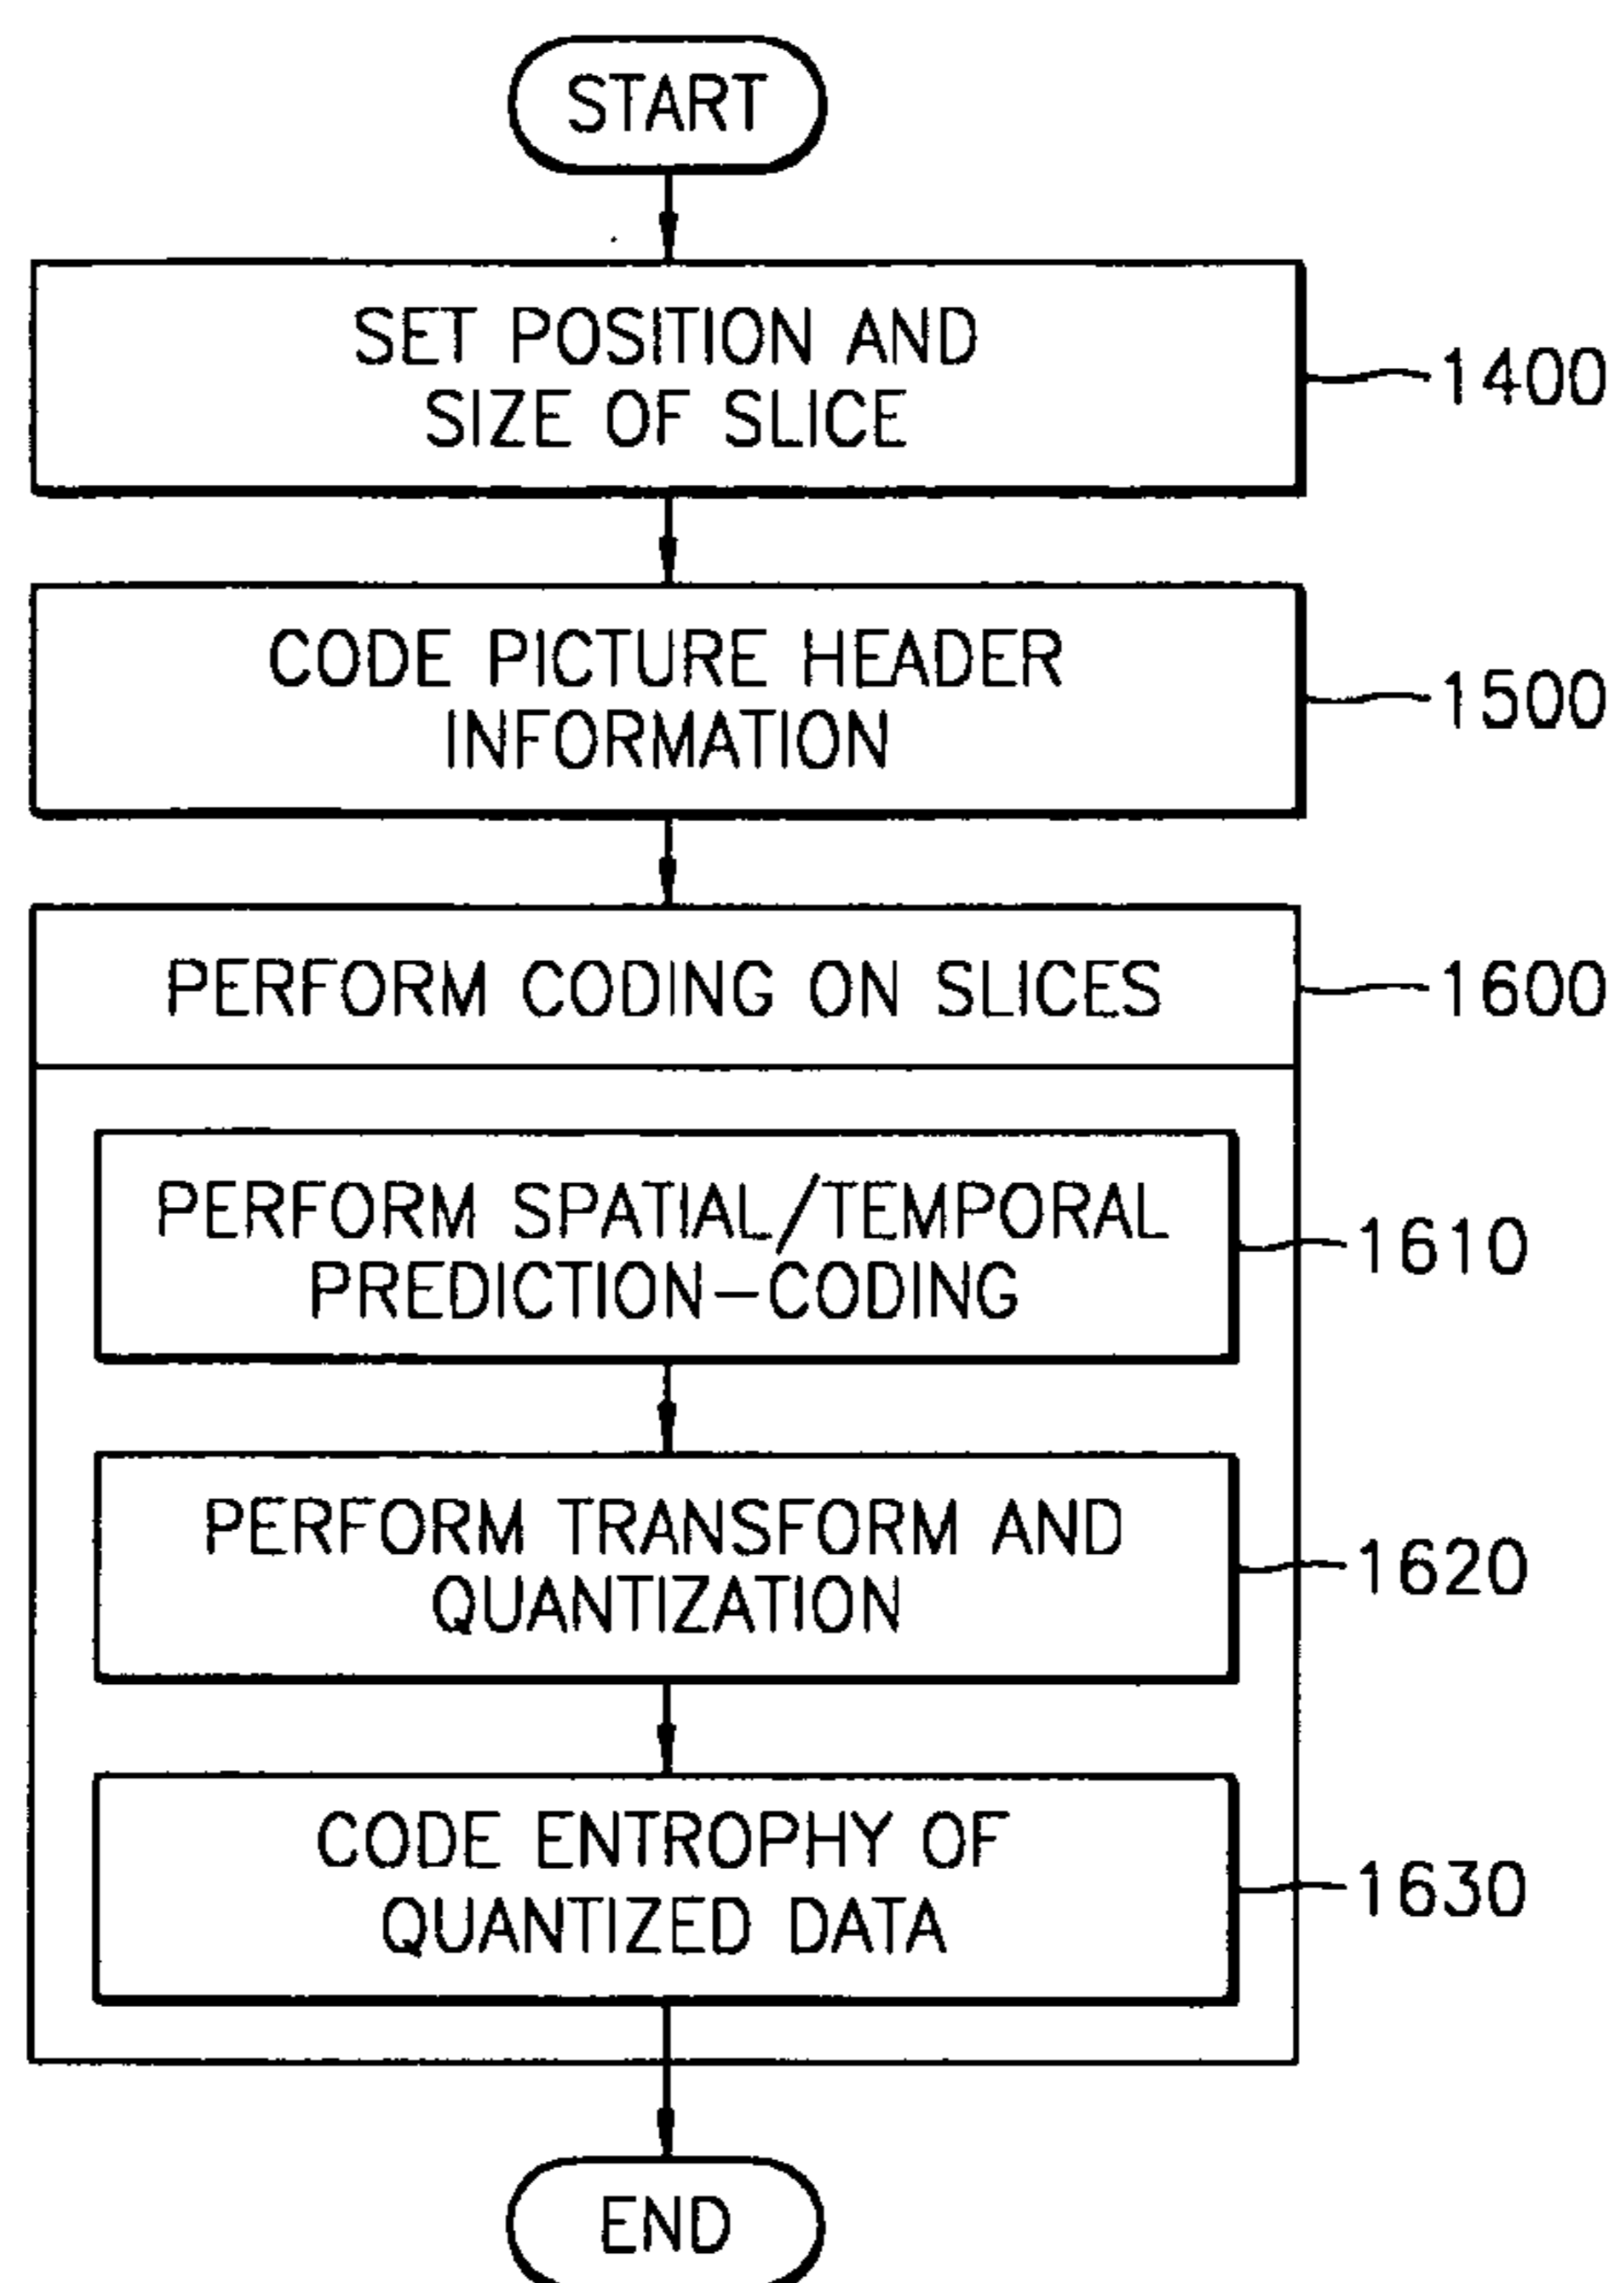 START
SET POSITION AND
SIZE OF SLICE
1400
CODE PICTURE HEADER
INFORMATION
1500
PERFORM CODING ON SLICES
1600
PERFORM SPATIAL/TEMPORAL
PREDICTION-CODING
1610
PERFORM TRANSFORM AND
QUANTIZATION
1620
CODE ENTROPHY OF
QUANTIZED DATA
1630
END